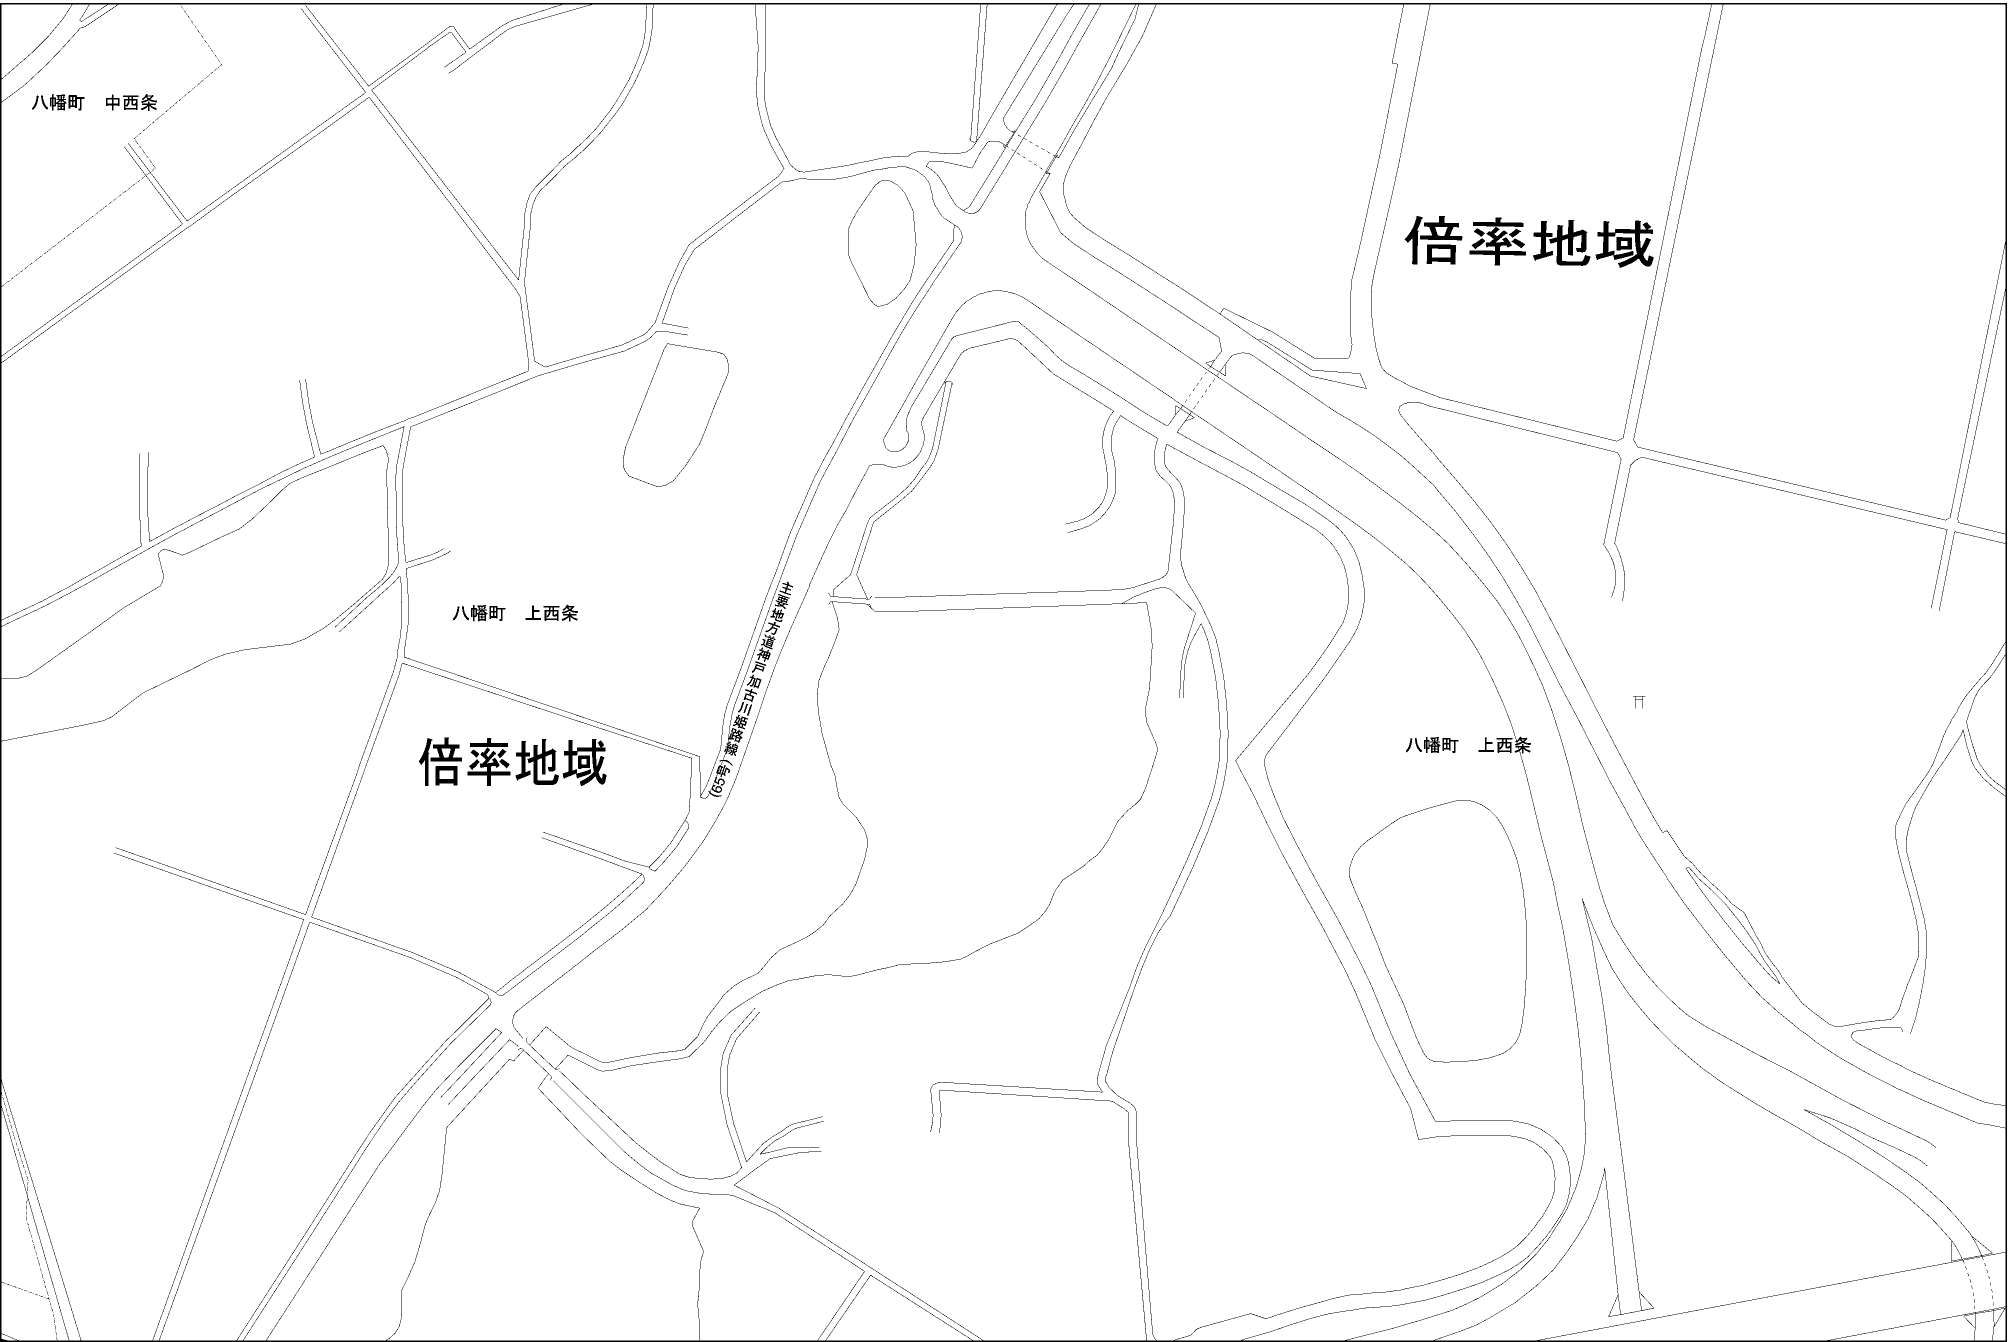 八幡町　中西条
倍率地域
八幡町　上西条
主要地方道神戸加古川姫路線
(65号)
八幡町　上西条
倍率地域